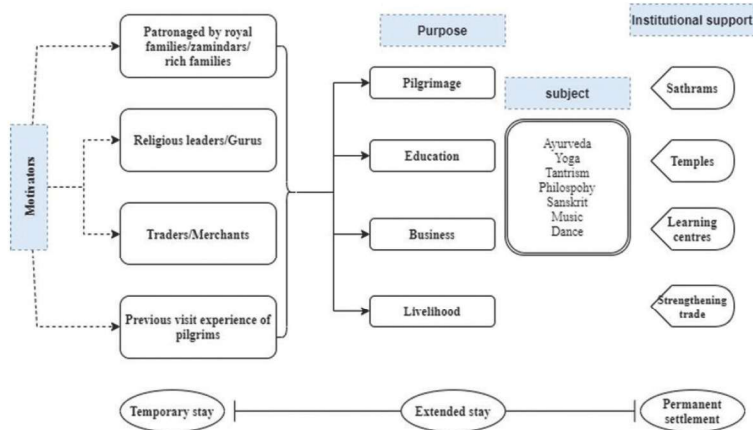 Motivators
Patronaged by royal
families/zamindars/
rich families
Religious leaders/Gurus
Traders/Merchants
Previous visit experience of
pilgrims
Purpose
Pilgrimage
Education
Business
Livelihood
subject
Ayurveda
Yoga
Tantrism
Philospohy
Sanskrit
Music
Dance
Institutional support
Sathrams
Temples
Learning
centres
Strengthening
trade
Temporary stay
Extended stay
Permanent
settlement